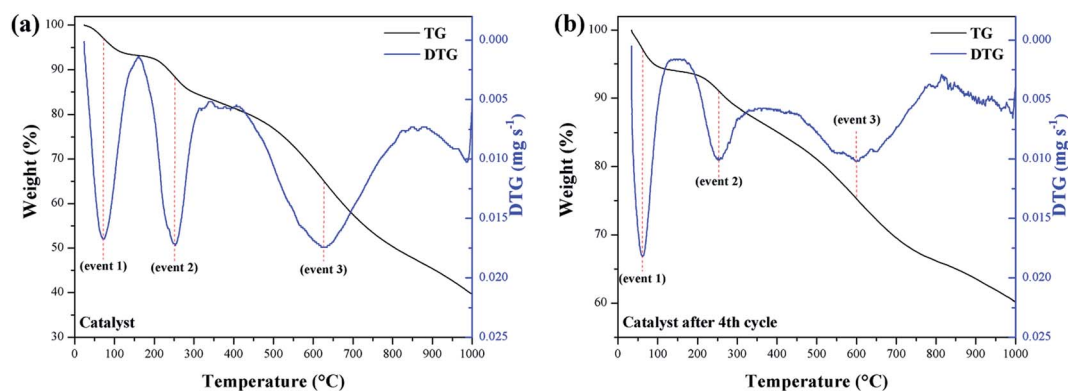 (a)
TG
DTG
100
90
80
70
60
50
40
30
Weight (%)
0.000
0.005
0.010
0.015
0.020
0.025
DTG (mg s-1)
(event 1)
(event 2)
(event 3)
Catalyst
0 100 200 300 400 500 600 700 800 900 1000
Temperature (°C)
(b)
TG
DTG
100
90
80
70
60
Weight (%)
0.000
0.005
0.010
0.015
0.020
0.025
DTG (mg s-1)
(event 3)
(event 2)
(event 1)
Catalyst after 4th cycle
0 100 200 300 400 500 600 700 800 900 1000
Temperature (°C)